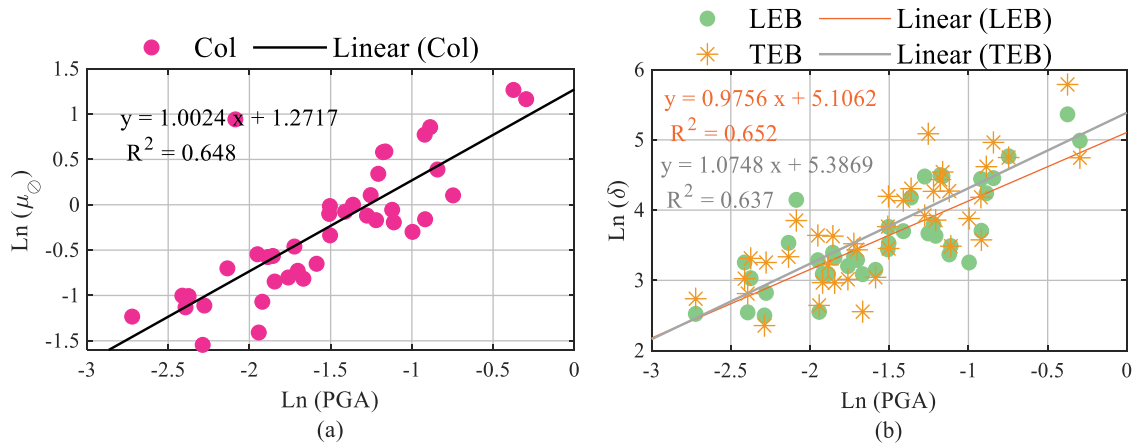 Col Linear (Col)
1.5
1
0.5
0
-0.5
-1
-1.5
Ln (μ∅)
y = 1.0024 x + 1.2717
R² = 0.648
-3 -2.5 -2 -1.5 -1 -0.5 0
Ln (PGA)
(a)
LEB Linear (LEB)
TEB Linear (TEB)
6
5
4
3
2
Ln (δ)
y = 0.9756 x + 5.1062
R² = 0.652
y = 1.0748 x + 5.3869
R² = 0.637
-3 -2.5 -2 -1.5 -1 -0.5 0
Ln (PGA)
(b)